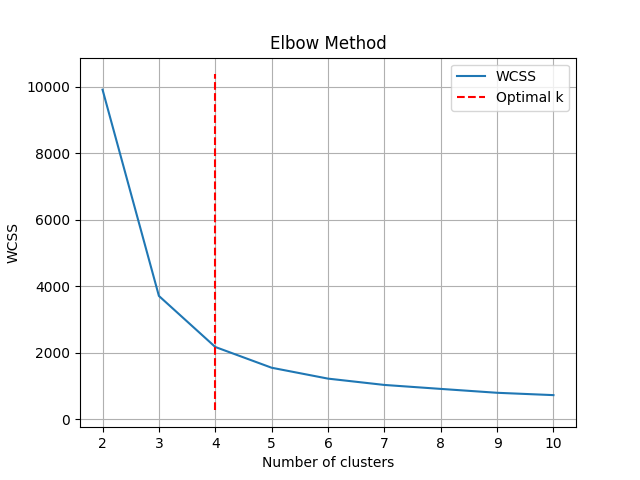 Elbow Method
WCSS
Optimal k
10000
8000
6000
4000
2000
0
WCSS
2 3 4 5 6 7 8 9 10
Number of clusters